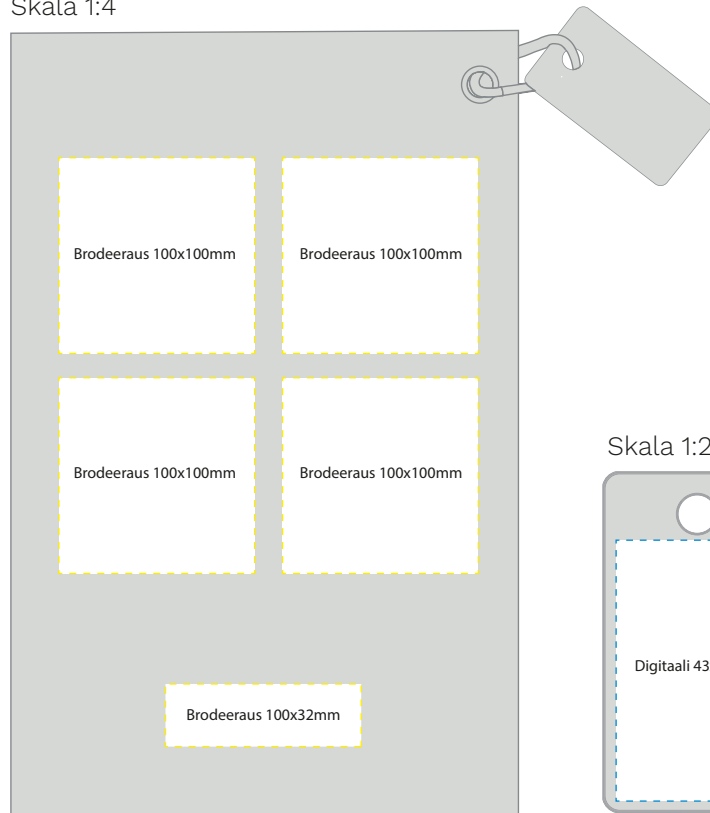 Skala 1:4
Brodeeraus 100x100mm
Brodeeraus 100x100mm
Brodeeraus 100x100mm
Brodeeraus 100x100mm
Brodeeraus 100x32mm
Skala 1:2
Digitaali 43